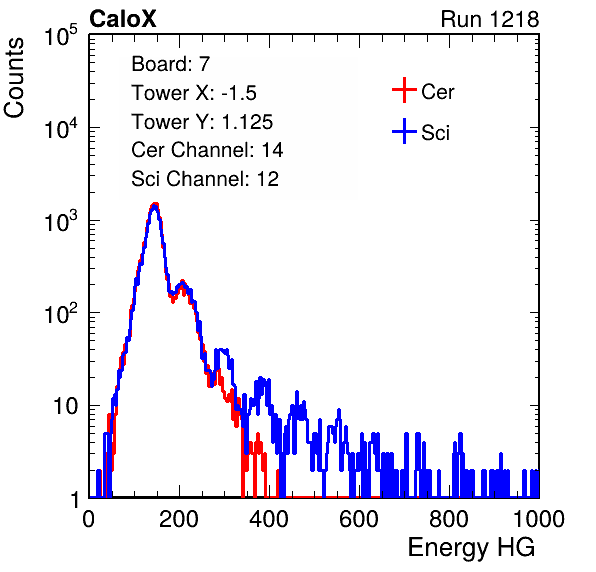 CaloX Run 1218
Counts
Board: 7
Tower X: -1.5
Tower Y: 1.125
Cer Channel: 14
Sci Channel: 12
Cer
Sci
10^5
10^4
10^3
10^2
10
1
0 200 400 600 800 1000
Energy HG